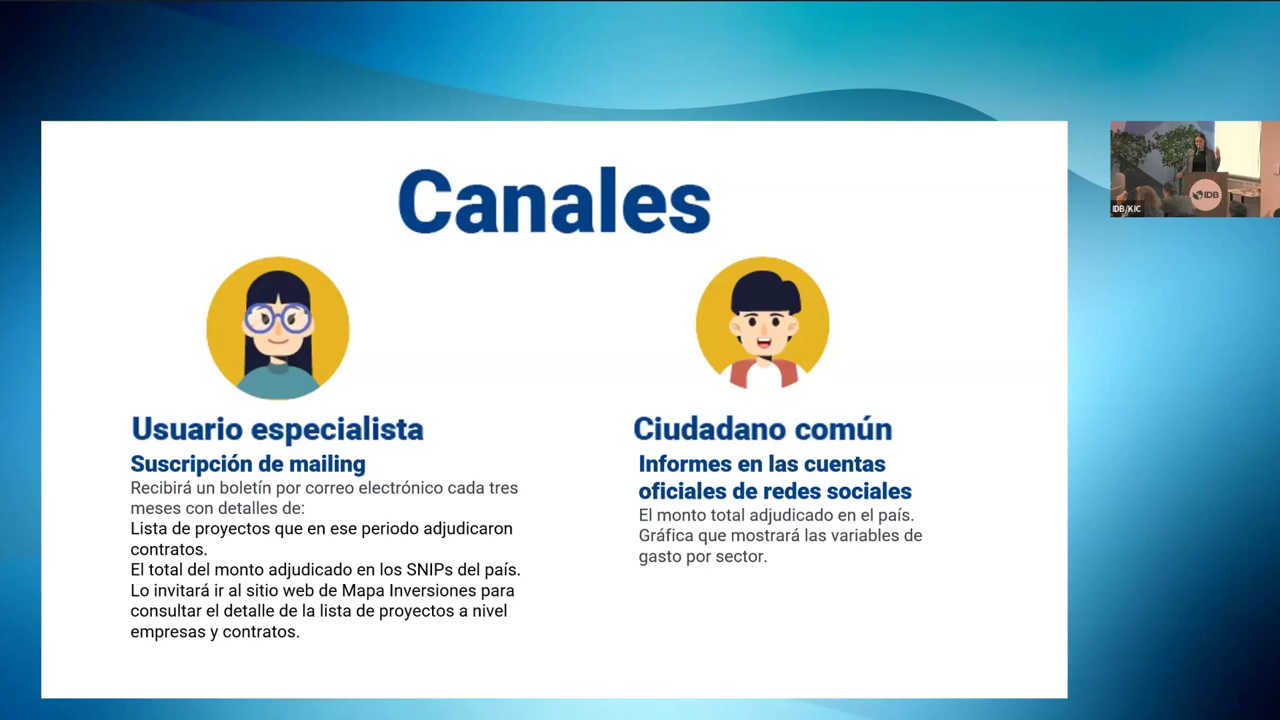 Canales
Usuario especialista
Suscripción de mailing
Recibirá un boletín por correo electrónico cada tres
meses con detalles de:
Lista de proyectos que en ese periodo adjudicaron
contratos.
El total del monto adjudicado en los SNIPs del país.
Lo invitará ir al sitio web de Mapa Inversiones para
consultar el detalle de la lista de proyectos a nivel
empresas y contratos.
Ciudadano común
Informes en las cuentas
oficiales de redes sociales
El monto total adjudicado en el país.
Gráfica que mostrará las variables de
gasto por sector.
IDB
IDB/KIC